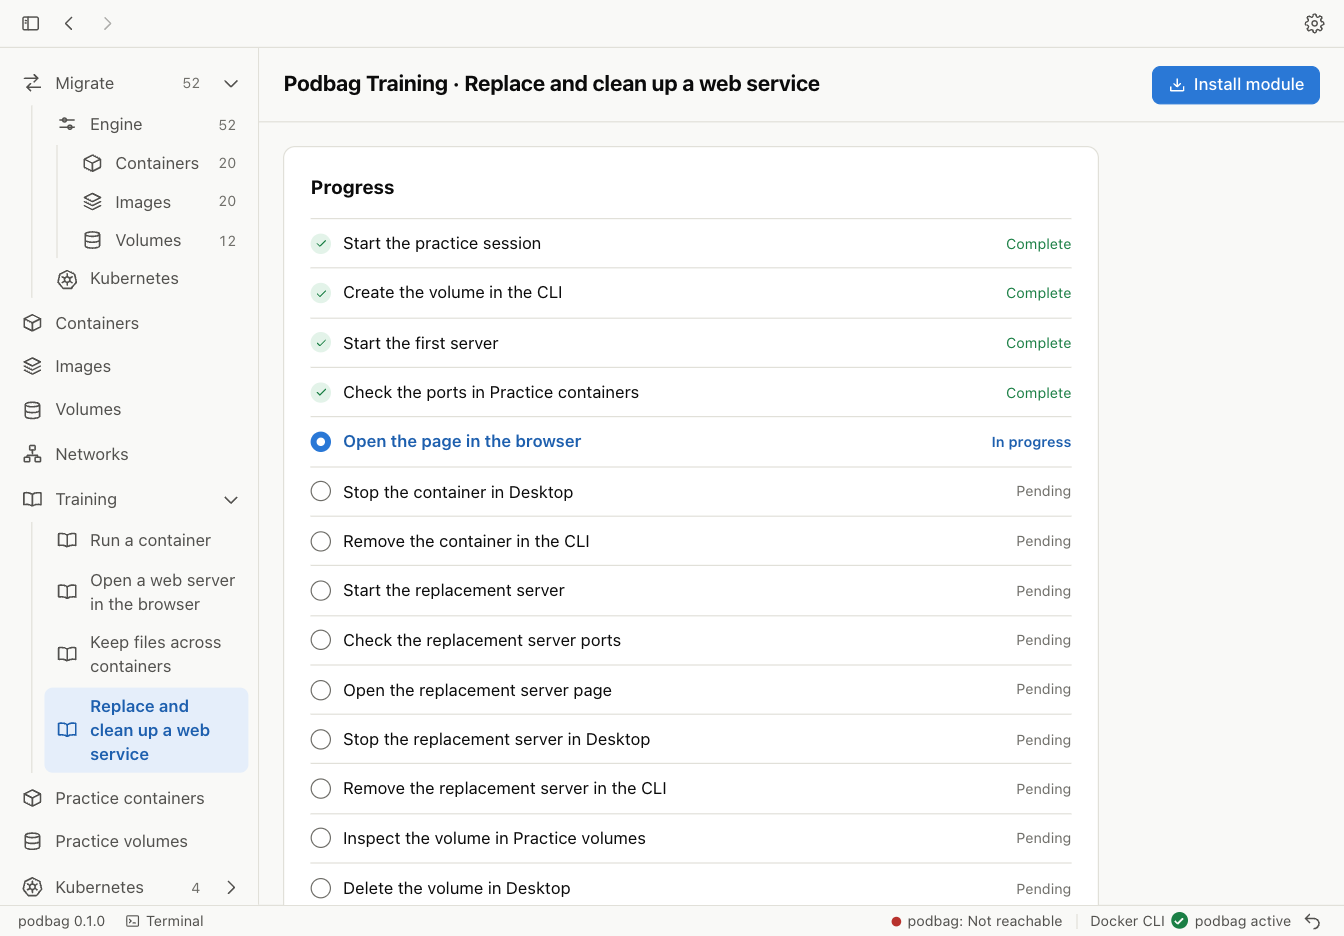 Migrate 52
Engine 52
Containers 20
Images 20
Volumes 12
Kubernetes
Containers
Images
Volumes
Networks
Training
Run a container
Open a web server
in the browser
Keep files across
containers
Replace and
clean up a web
service
Practice containers
Practice volumes
Kubernetes 4
Podbag Training · Replace and clean up a web service
Install module
Progress
Start the practice session Complete
Create the volume in the CLI Complete
Start the first server Complete
Check the ports in Practice containers Complete
Open the page in the browser In progress
Stop the container in Desktop Pending
Remove the container in the CLI Pending
Start the replacement server Pending
Check the replacement server ports Pending
Open the replacement server page Pending
Stop the replacement server in Desktop Pending
Remove the replacement server in the CLI Pending
Inspect the volume in Practice volumes Pending
Delete the volume in Desktop Pending
podbag 0.1.0 Terminal podbag: Not reachable Docker CLI podbag active